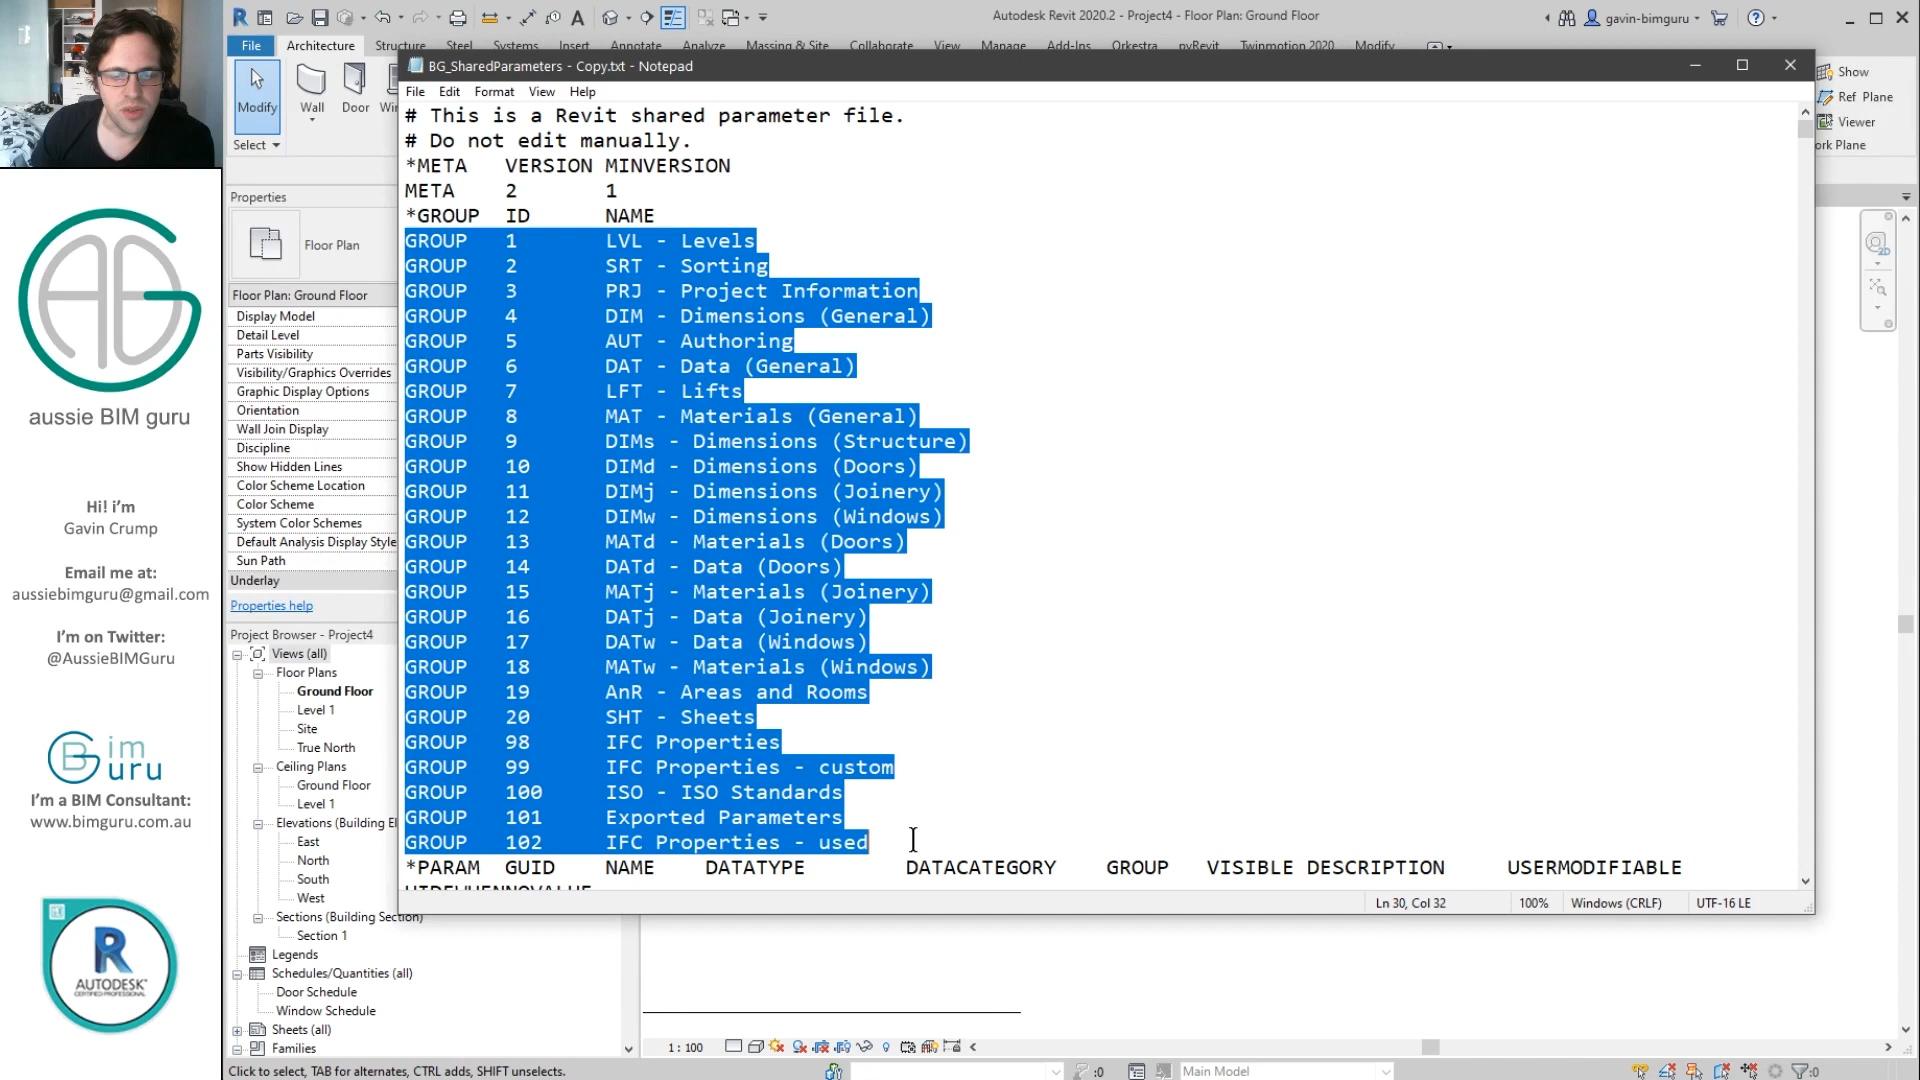 Autodesk Revit 2020.2 - Project4 - Floor Plan: Ground Floor
gavin-bimguru
File Architecture Structure Steel Systems Insert Annotate Analyze Massing & Site Collaborate View Manage Add-Ins Orkestra pyRevit Twinmotion 2020 Modify
Modify
Wall
Door
Select
Show
Ref Plane
Viewer
BG_SharedParameters - Copy.txt - Notepad
File Edit Format View Help
# This is a Revit shared parameter file.
# Do not edit manually.
*META VERSION MINVERSION
META 2 1
*GROUP ID NAME
GROUP 1 LVL - Levels
GROUP 2 SRT - Sorting
GROUP 3 PRJ - Project Information
GROUP 4 DIM - Dimensions (General)
GROUP 5 AUT - Authoring
GROUP 6 DAT - Data (General)
GROUP 7 LFT - Lifts
GROUP 8 MAT - Materials (General)
GROUP 9 DIMs - Dimensions (Structure)
GROUP 10 DIMd - Dimensions (Doors)
GROUP 11 DIMj - Dimensions (Joinery)
GROUP 12 DIMw - Dimensions (Windows)
GROUP 13 MATd - Materials (Doors)
GROUP 14 DATd - Data (Doors)
GROUP 15 MATj - Materials (Joinery)
GROUP 16 DATj - Data (Joinery)
GROUP 17 DATw - Data (Windows)
GROUP 18 MATw - Materials (Windows)
GROUP 19 AnR - Areas and Rooms
GROUP 20 SHT - Sheets
GROUP 98 IFC Properties
GROUP 99 IFC Properties - custom
GROUP 100 ISO - ISO Standards
GROUP 101 Exported Parameters
GROUP 102 IFC Properties - used
*PARAM GUID NAME DATATYPE DATACATEGORY GROUP VISIBLE DESCRIPTION USERMODIFIABLE
HIDEWHENNOVALUE
Ln 30, Col 32 100% Windows (CRLF) UTF-16 LE
Properties
Floor Plan
Floor Plan: Ground Floor
Display Model
Detail Level
Parts Visibility
Visibility/Graphics Overrides
Graphic Display Options
Orientation
Wall Join Display
Discipline
Show Hidden Lines
Color Scheme Location
Color Scheme
System Color Schemes
Default Analysis Display Style
Sun Path
Underlay
Properties help
Project Browser - Project4
Views (all)
Floor Plans
Ground Floor
Level 1
Site
True North
Ceiling Plans
Ground Floor
Level 1
Elevations (Building El
East
North
South
West
Sections (Building Section)
Section 1
Legends
Schedules/Quantities (all)
Door Schedule
Window Schedule
Sheets (all)
Families
1 : 100
Click to select, TAB for alternates, CTRL adds, SHIFT unselects.
:0
Main Model
:0
aussie BIM guru
Hi! i'm
Gavin Crump
Email me at:
aussiebimguru@gmail.com
I'm on Twitter:
@AussieBIMGuru
Bim
Guru
I'm a BIM Consultant:
www.bimguru.com.au
R
AUTODESK
CERTIFIED PROFESSIONAL